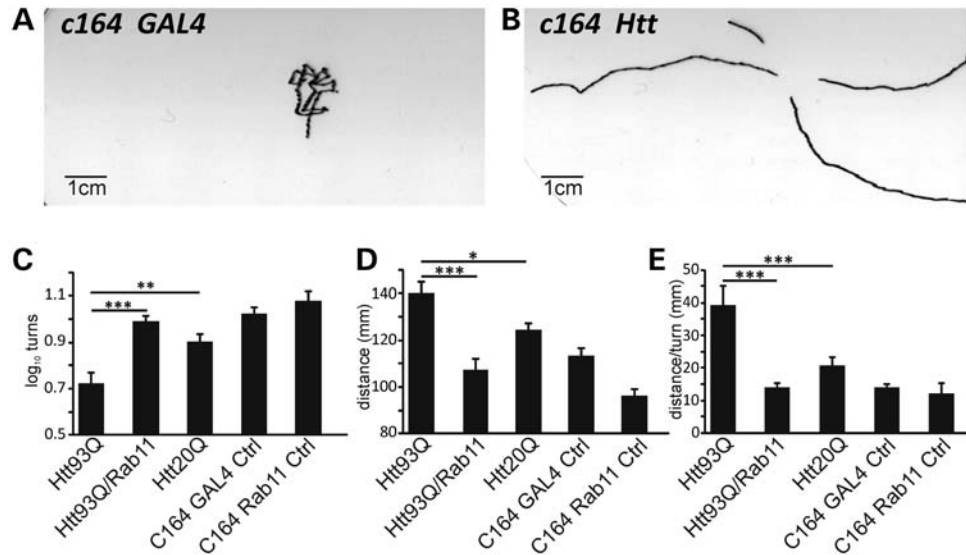 A
c164 GAL4
1cm
B
c164 Htt
1cm
C
log₁₀ turns
1.1
0.9
0.7
0.5
***
**
Htt93Q
Htt93Q/Rab11
Htt20Q
C164 GAL4 Ctrl
C164 Rab11 Ctrl
D
distance (mm)
140
120
100
80
***
*
Htt93Q
Htt93Q/Rab11
Htt20Q
C164 GAL4 Ctrl
C164 Rab11 Ctrl
E
distance/turn (mm)
50
40
30
20
10
0
***
***
Htt93Q
Htt93Q/Rab11
Htt20Q
C164 GAL4 Ctrl
C164 Rab11 Ctrl